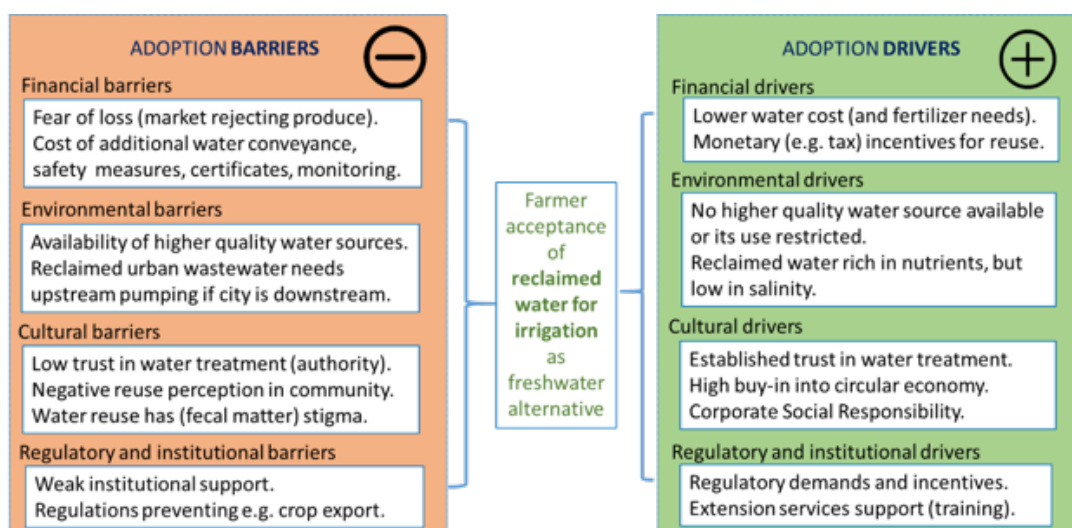 ADOPTION BARRIERS
Financial barriers
Fear of loss (market rejecting produce).
Cost of additional water conveyance,
safety measures, certificates, monitoring.
Environmental barriers
Availability of higher quality water sources.
Reclaimed urban wastewater needs
upstream pumping if city is downstream.
Cultural barriers
Low trust in water treatment (authority).
Negative reuse perception in community.
Water reuse has (fecal matter) stigma.
Regulatory and institutional barriers
Weak institutional support.
Regulations preventing e.g. crop export.
Farmer
acceptance
of
reclaimed
water for
irrigation
as
freshwater
alternative
ADOPTION DRIVERS
Financial drivers
Lower water cost (and fertilizer needs).
Monetary (e.g. tax) incentives for reuse.
Environmental drivers
No higher quality water source available
or its use restricted.
Reclaimed water rich in nutrients, but
low in salinity.
Cultural drivers
Established trust in water treatment.
High buy-in into circular economy.
Corporate Social Responsibility.
Regulatory and institutional drivers
Regulatory demands and incentives.
Extension services support (training).